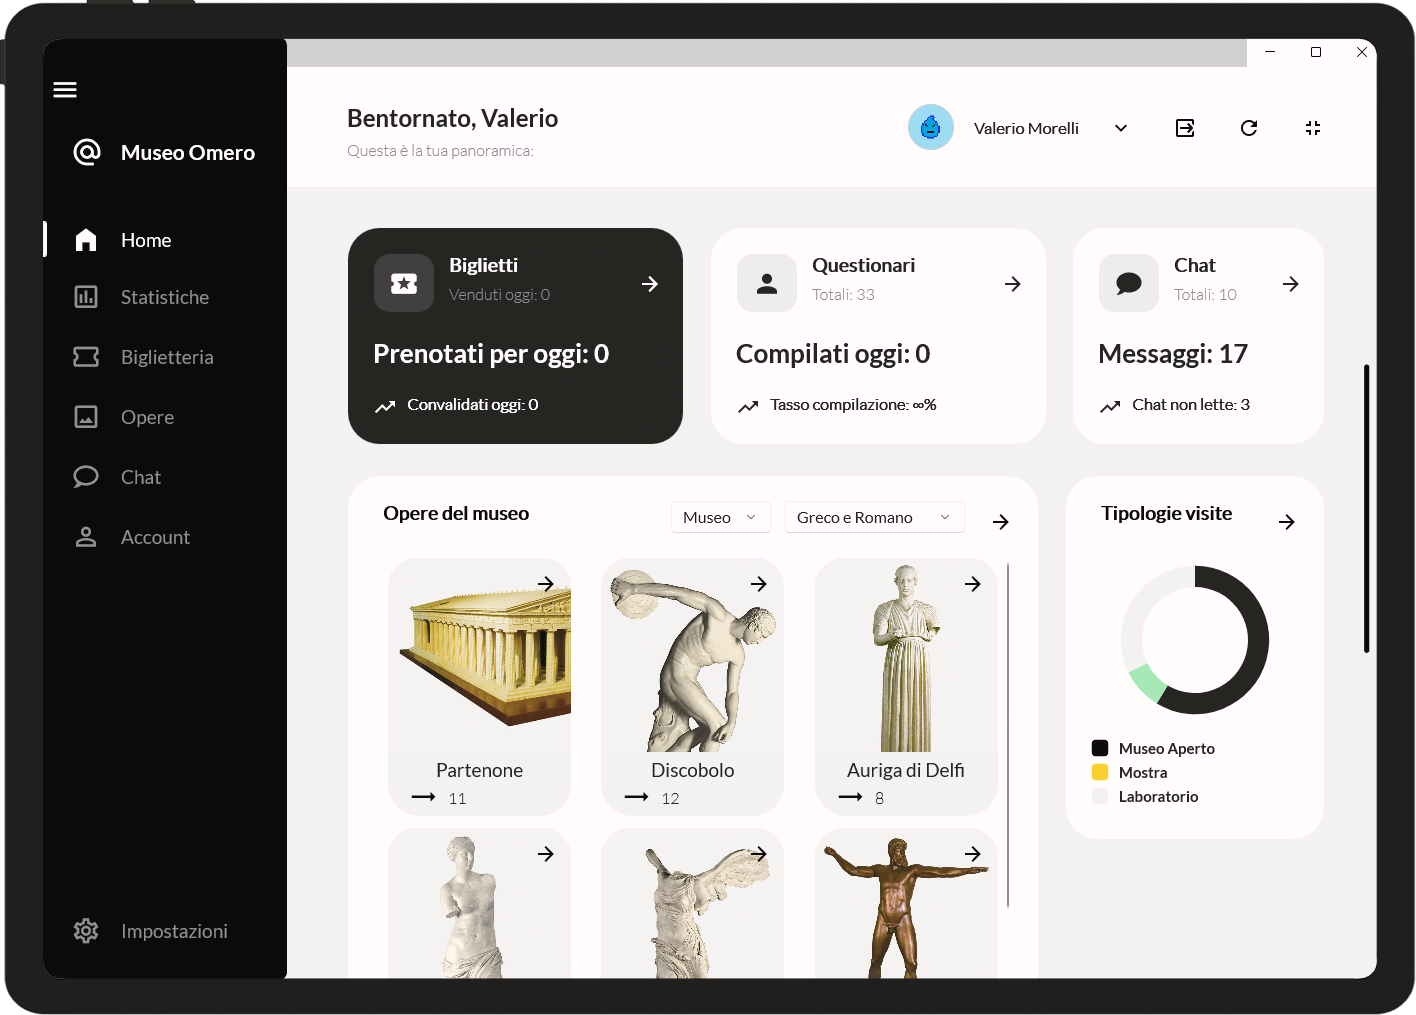 Museo Omero
Home
Statistiche
Biglietteria
Opere
Chat
Account
Impostazioni
Bentornato, Valerio
Questa è la tua panoramica:
Valerio Morelli
Biglietti
Venduti oggi: 0
Prenotati per oggi: 0
Convalidati oggi: 0
Questionari
Totali: 33
Compilati oggi: 0
Tasso compilazione: ∞%
Chat
Totali: 10
Messaggi: 17
Chat non lette: 3
Opere del museo
Museo
Greco e Romano
Partenone
11
Discobolo
12
Auriga di Delfi
8
Tipologie visite
Museo Aperto
Mostra
Laboratorio